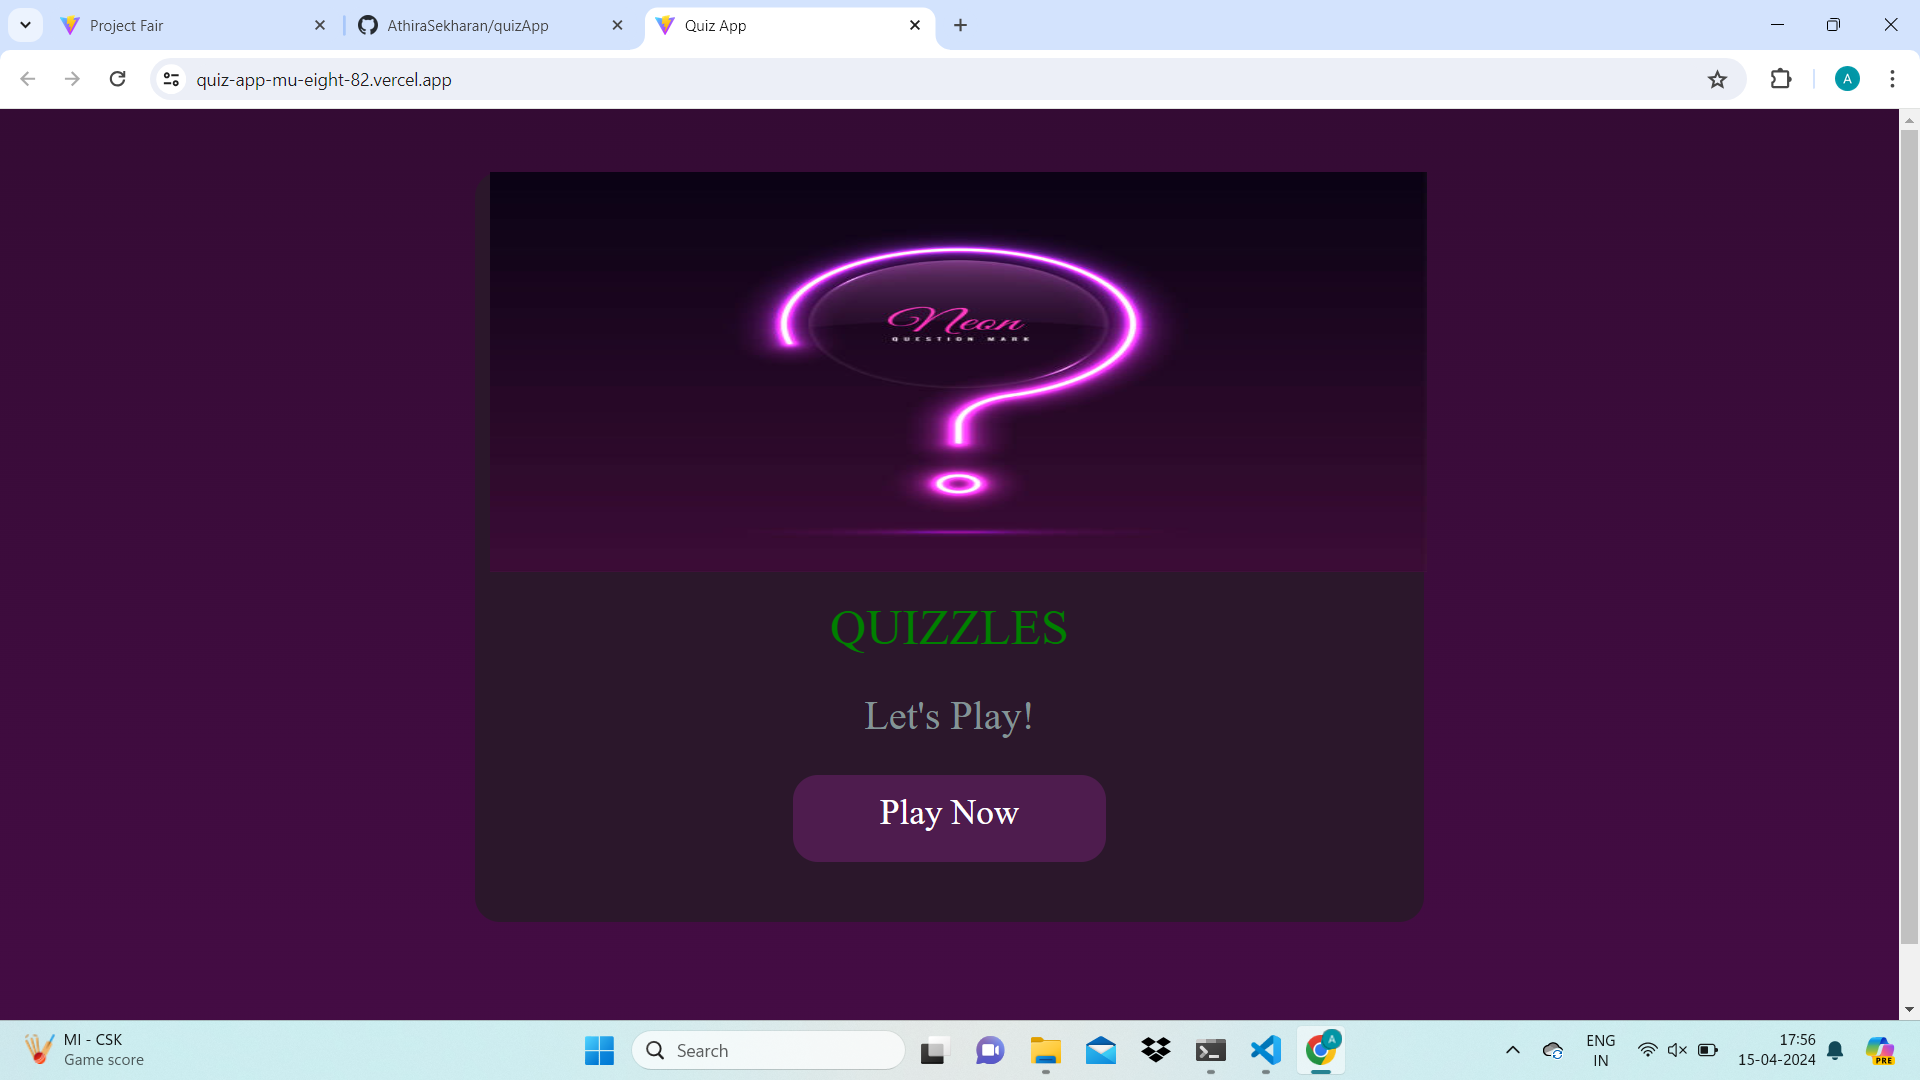 Project Fair
AthiraSekharan/quizApp
Quiz App
quiz-app-mu-eight-82.vercel.app
A
Neon
QUESTION MARK
QUIZZLES
Let's Play!
Play Now
MI - CSK
Game score
Search
A
ENG
IN
17:56
15-04-2024
PRE